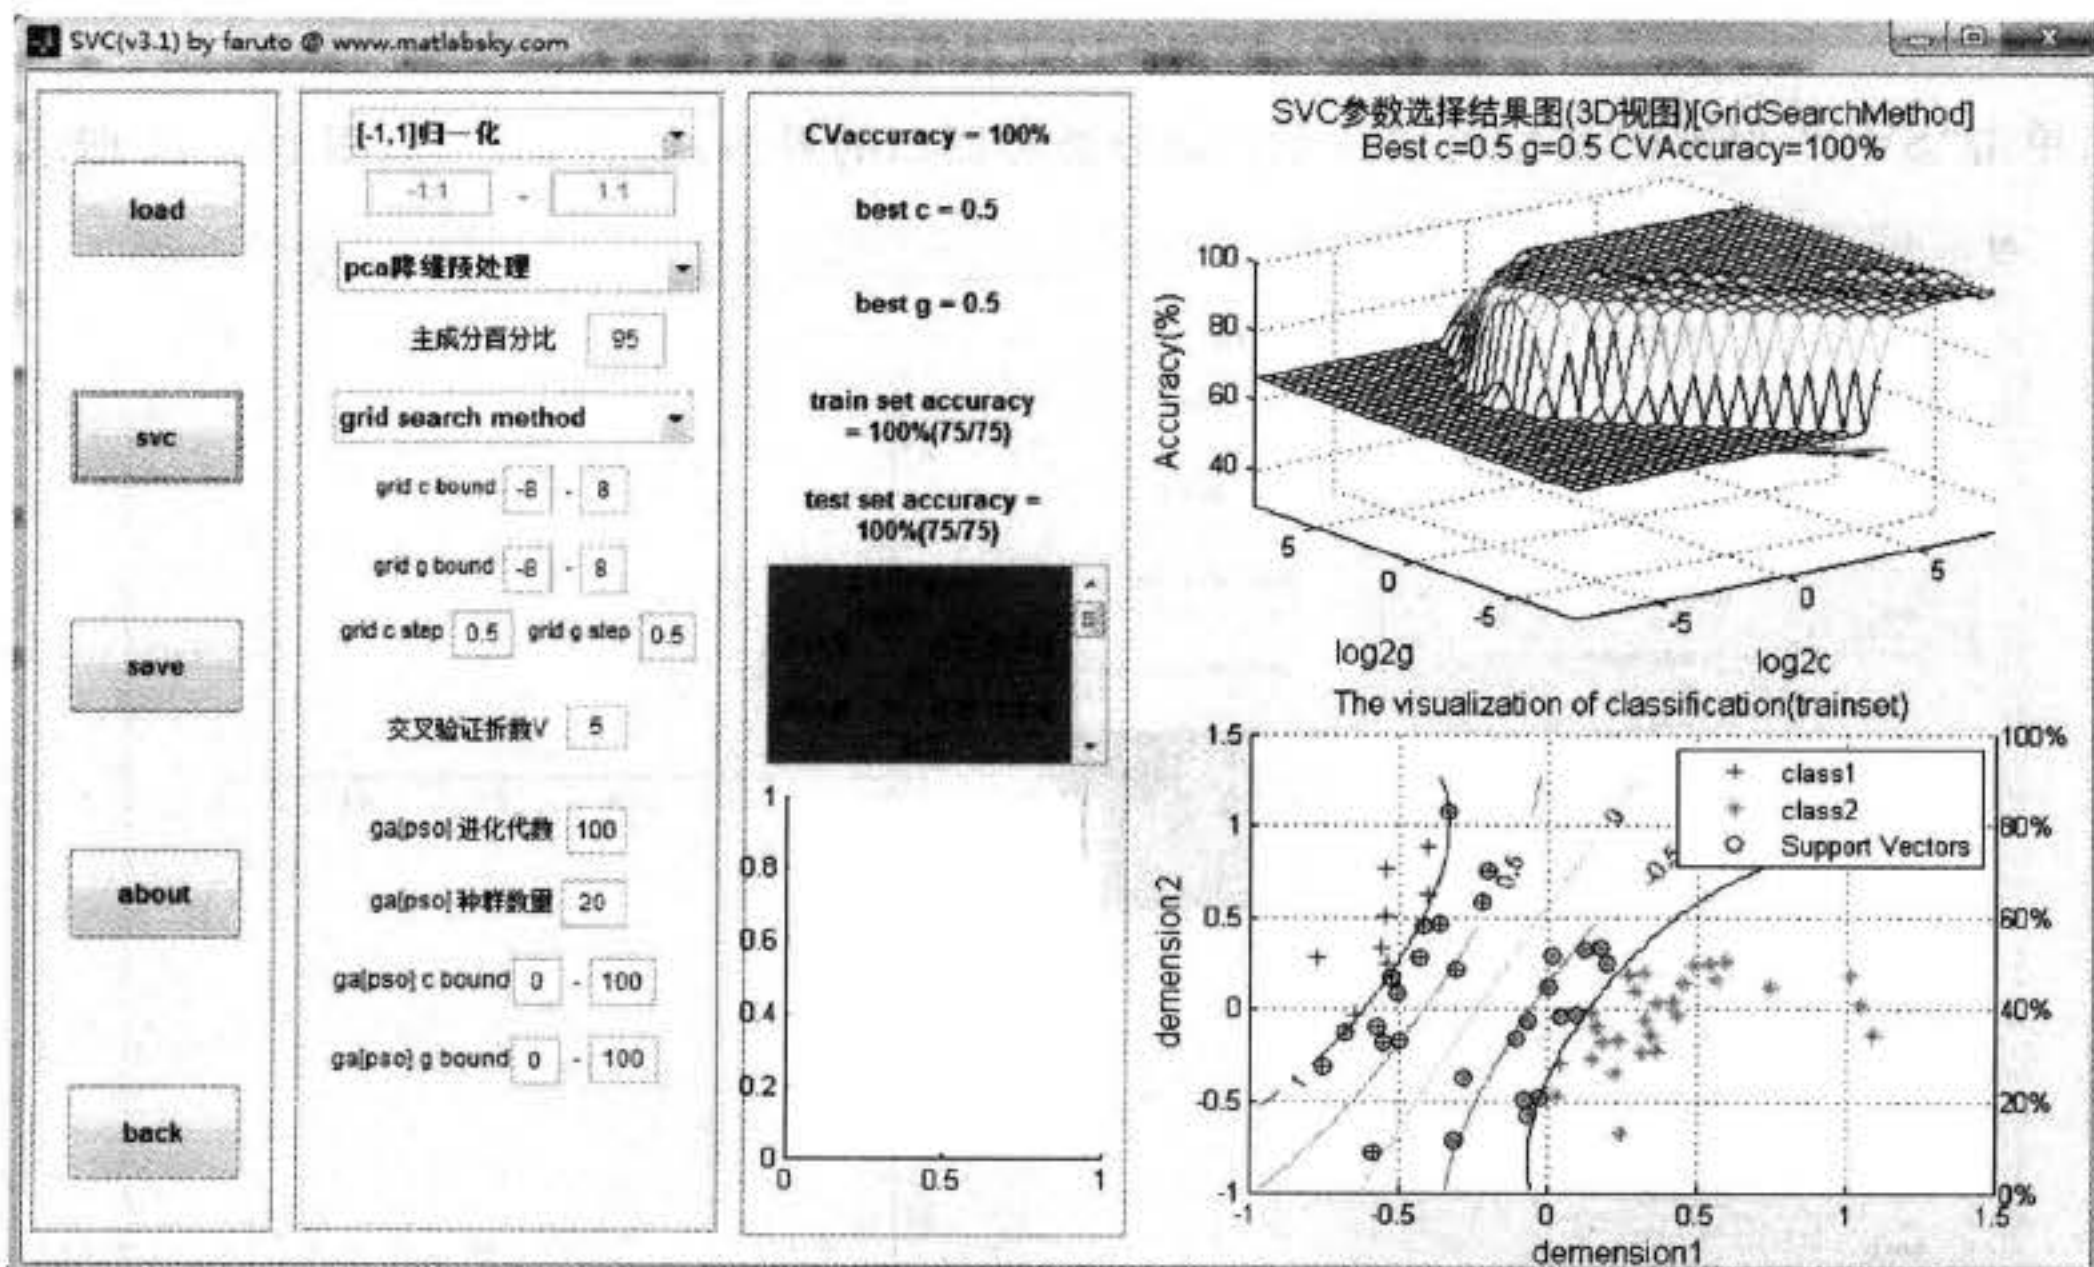 SVC(v3.1) by faruto @ www.matlabsky.com
load
svc
save
about
back
[-1,1]归一化
-1.1 - 1.1
pca降维预处理
主成分百分比 95
grid search method
grid c bound -8 - 8
grid g bound -8 - 8
grid c step 0.5 grid g step 0.5
交叉验证折数V 5
ga[pso] 进化代数 100
ga[pso] 种群数量 20
ga[pso] c bound 0 - 100
ga[pso] g bound 0 - 100
CVaccuracy = 100%
best c = 0.5
best g = 0.5
train set accuracy
= 100%(75/75)
test set accuracy =
100%(75/75)
1
0.8
0.6
0.4
0.2
0
0 0.5 1
SVC参数选择结果图(3D视图)[GridSearchMethod]
Best c=0.5 g=0.5 CVAccuracy=100%
Accuracy(%)
100
80
60
40
5 0 -5
-5 0 5
log2g
log2c
The visualization of classification(trainset)
demension2
1.5
1
0.5
0
-0.5
-1
-1 -0.5 0 0.5 1 1.5
demension1
100%
80%
60%
40%
20%
0%
class1
class2
Support Vectors
1
0.5
0
-0.5